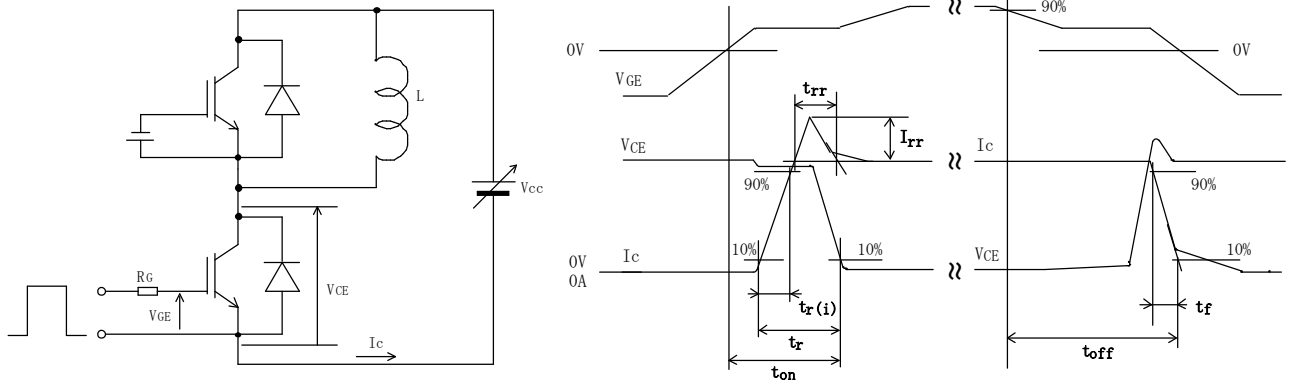 L
Vcc
RG
VGE
VCE
Ic
90%
0V
0V
VGE
trr
Irr
VCE
Ic
90%
90%
10%
10%
Ic
0V
0A
VCE
10%
tr(i)
tf
tr
toff
ton